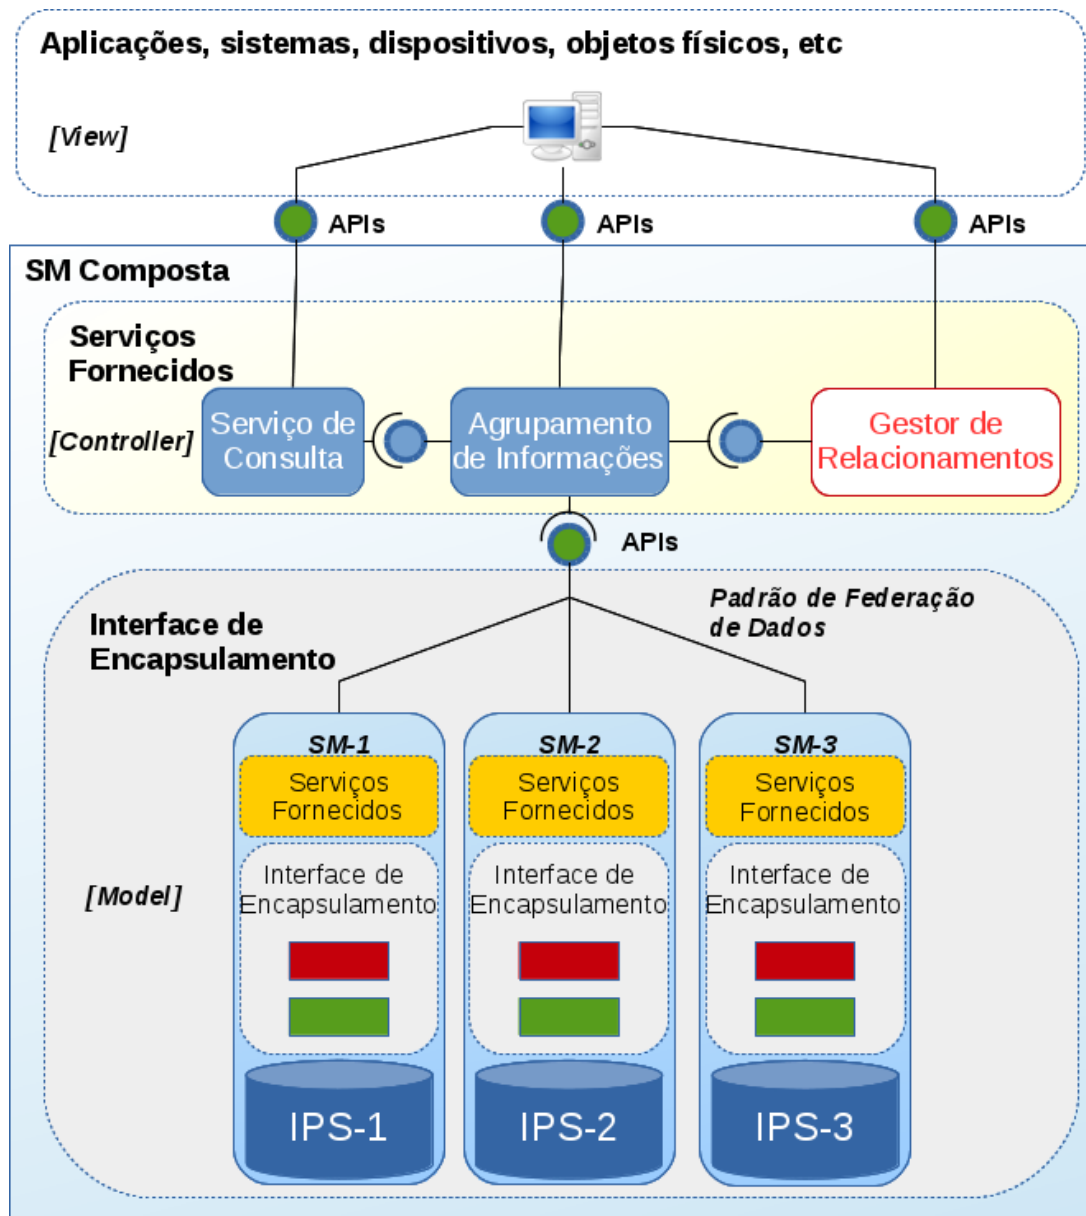 Aplicações, sistemas, dispositivos, objetos físicos, etc
[View]
APIs
APIs
APIs
SM Composta
Serviços
Fornecidos
[Controller]
Serviço de
Consulta
Agrupamento
de Informações
Gestor de
Relacionamentos
APIs
Interface de
Encapsulamento
Padrão de Federação
de Dados
[Model]
SM-1
Serviços
Fornecidos
Interface de
Encapsulamento
IPS-1
SM-2
Serviços
Fornecidos
Interface de
Encapsulamento
IPS-2
SM-3
Serviços
Fornecidos
Interface de
Encapsulamento
IPS-3